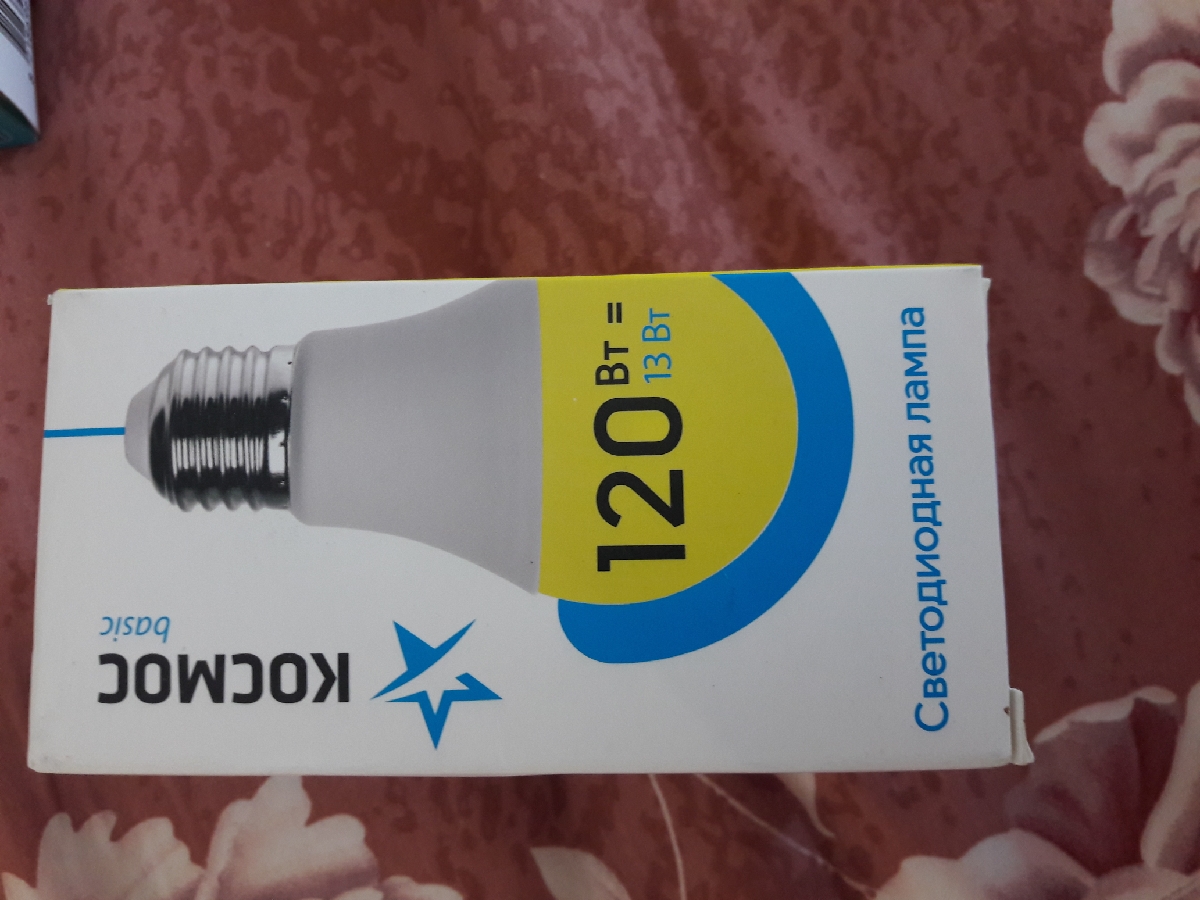 КОСМОС
basic
120 Вт =
13 Вт
Светодиодная лампа